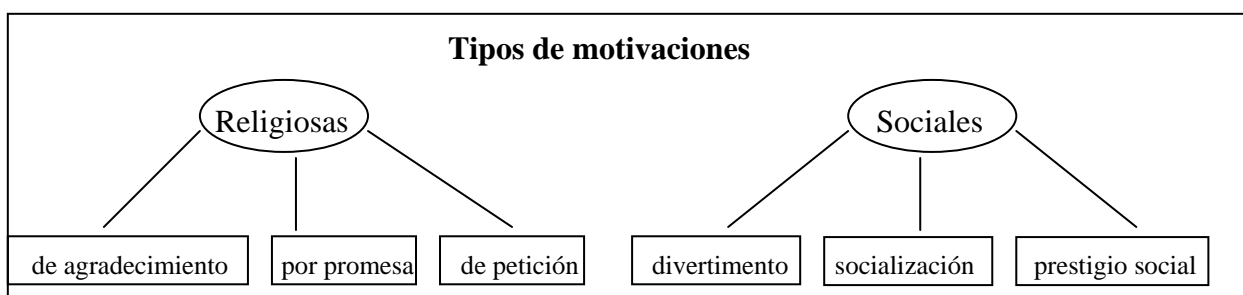 Tipos de motivaciones
Religiosas
Sociales
de agradecimiento
por promesa
de petición
divertimento
socialización
prestigio social